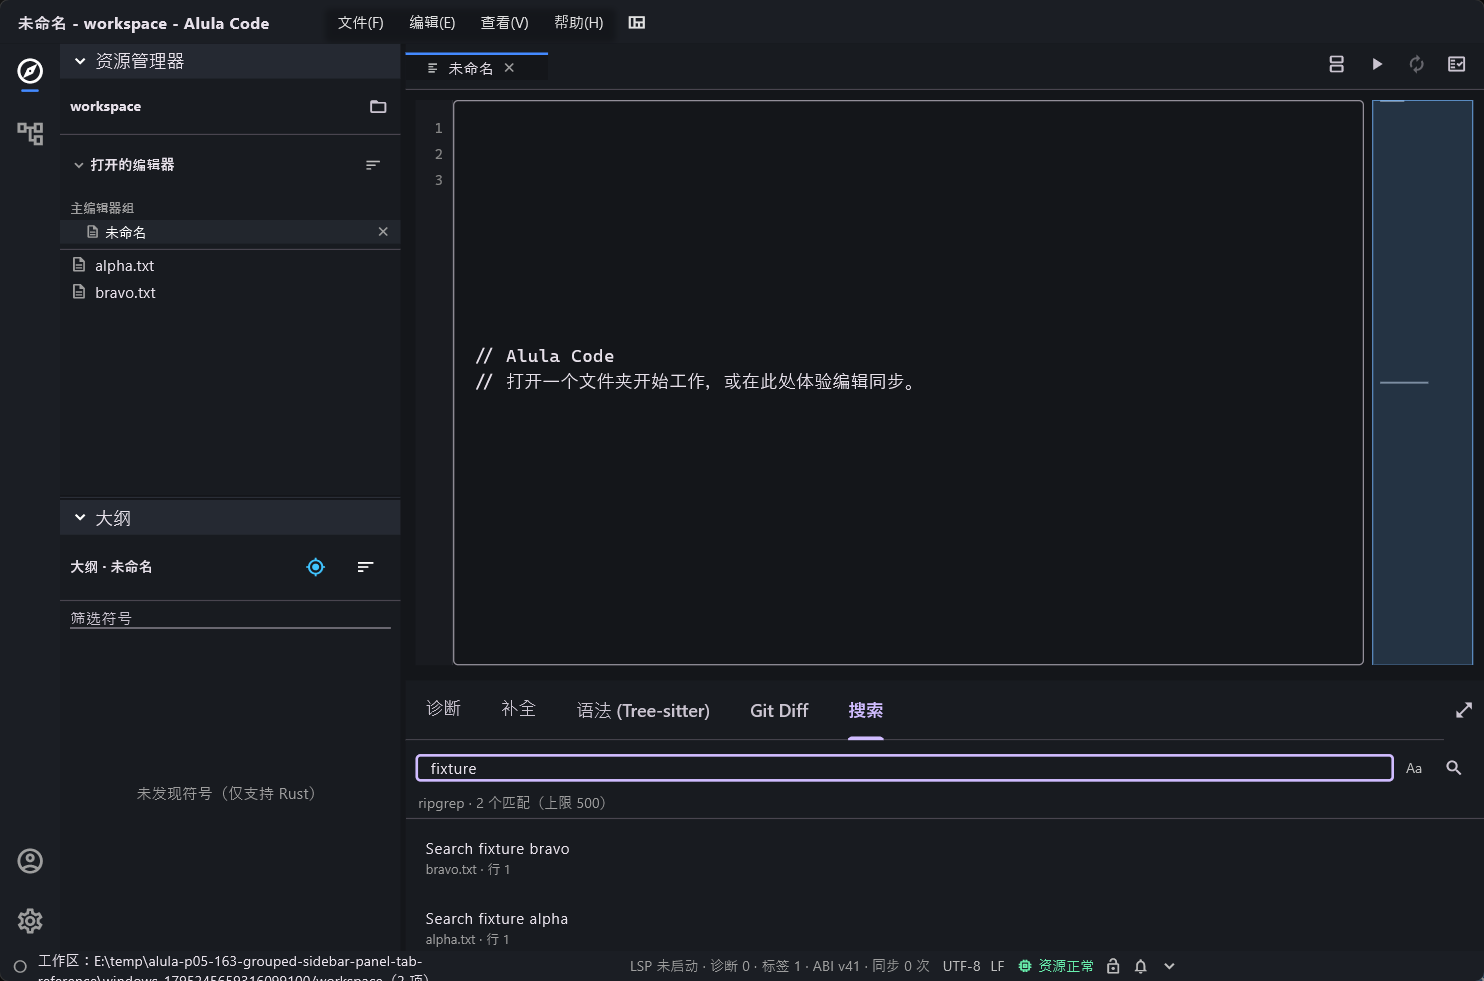 未命名 - workspace - Alula Code
文件(F) 编辑(E) 查看(V) 帮助(H)
资源管理器
workspace
打开的编辑器
主编辑器组
未命名
alpha.txt
bravo.txt
大纲
大纲 · 未命名
筛选符号
未发现符号（仅支持 Rust）
未命名
1
2
3
// Alula Code
// 打开一个文件夹开始工作，或在此处体验编辑同步。
诊断 补全 语法 (Tree-sitter) Git Diff 搜索
fixture Aa
ripgrep · 2 个匹配（上限 500）
Search fixture bravo
bravo.txt · 行 1
Search fixture alpha
alpha.txt · 行 1
工作区：E:\temp\alula-p05-163-grouped-sidebar-panel-tab-
reference\windows-1795245659316099100/workspace（2 项）
LSP 未启动 · 诊断 0 · 标签 1 · ABI v41 · 同步 0 次 UTF-8 LF 资源正常